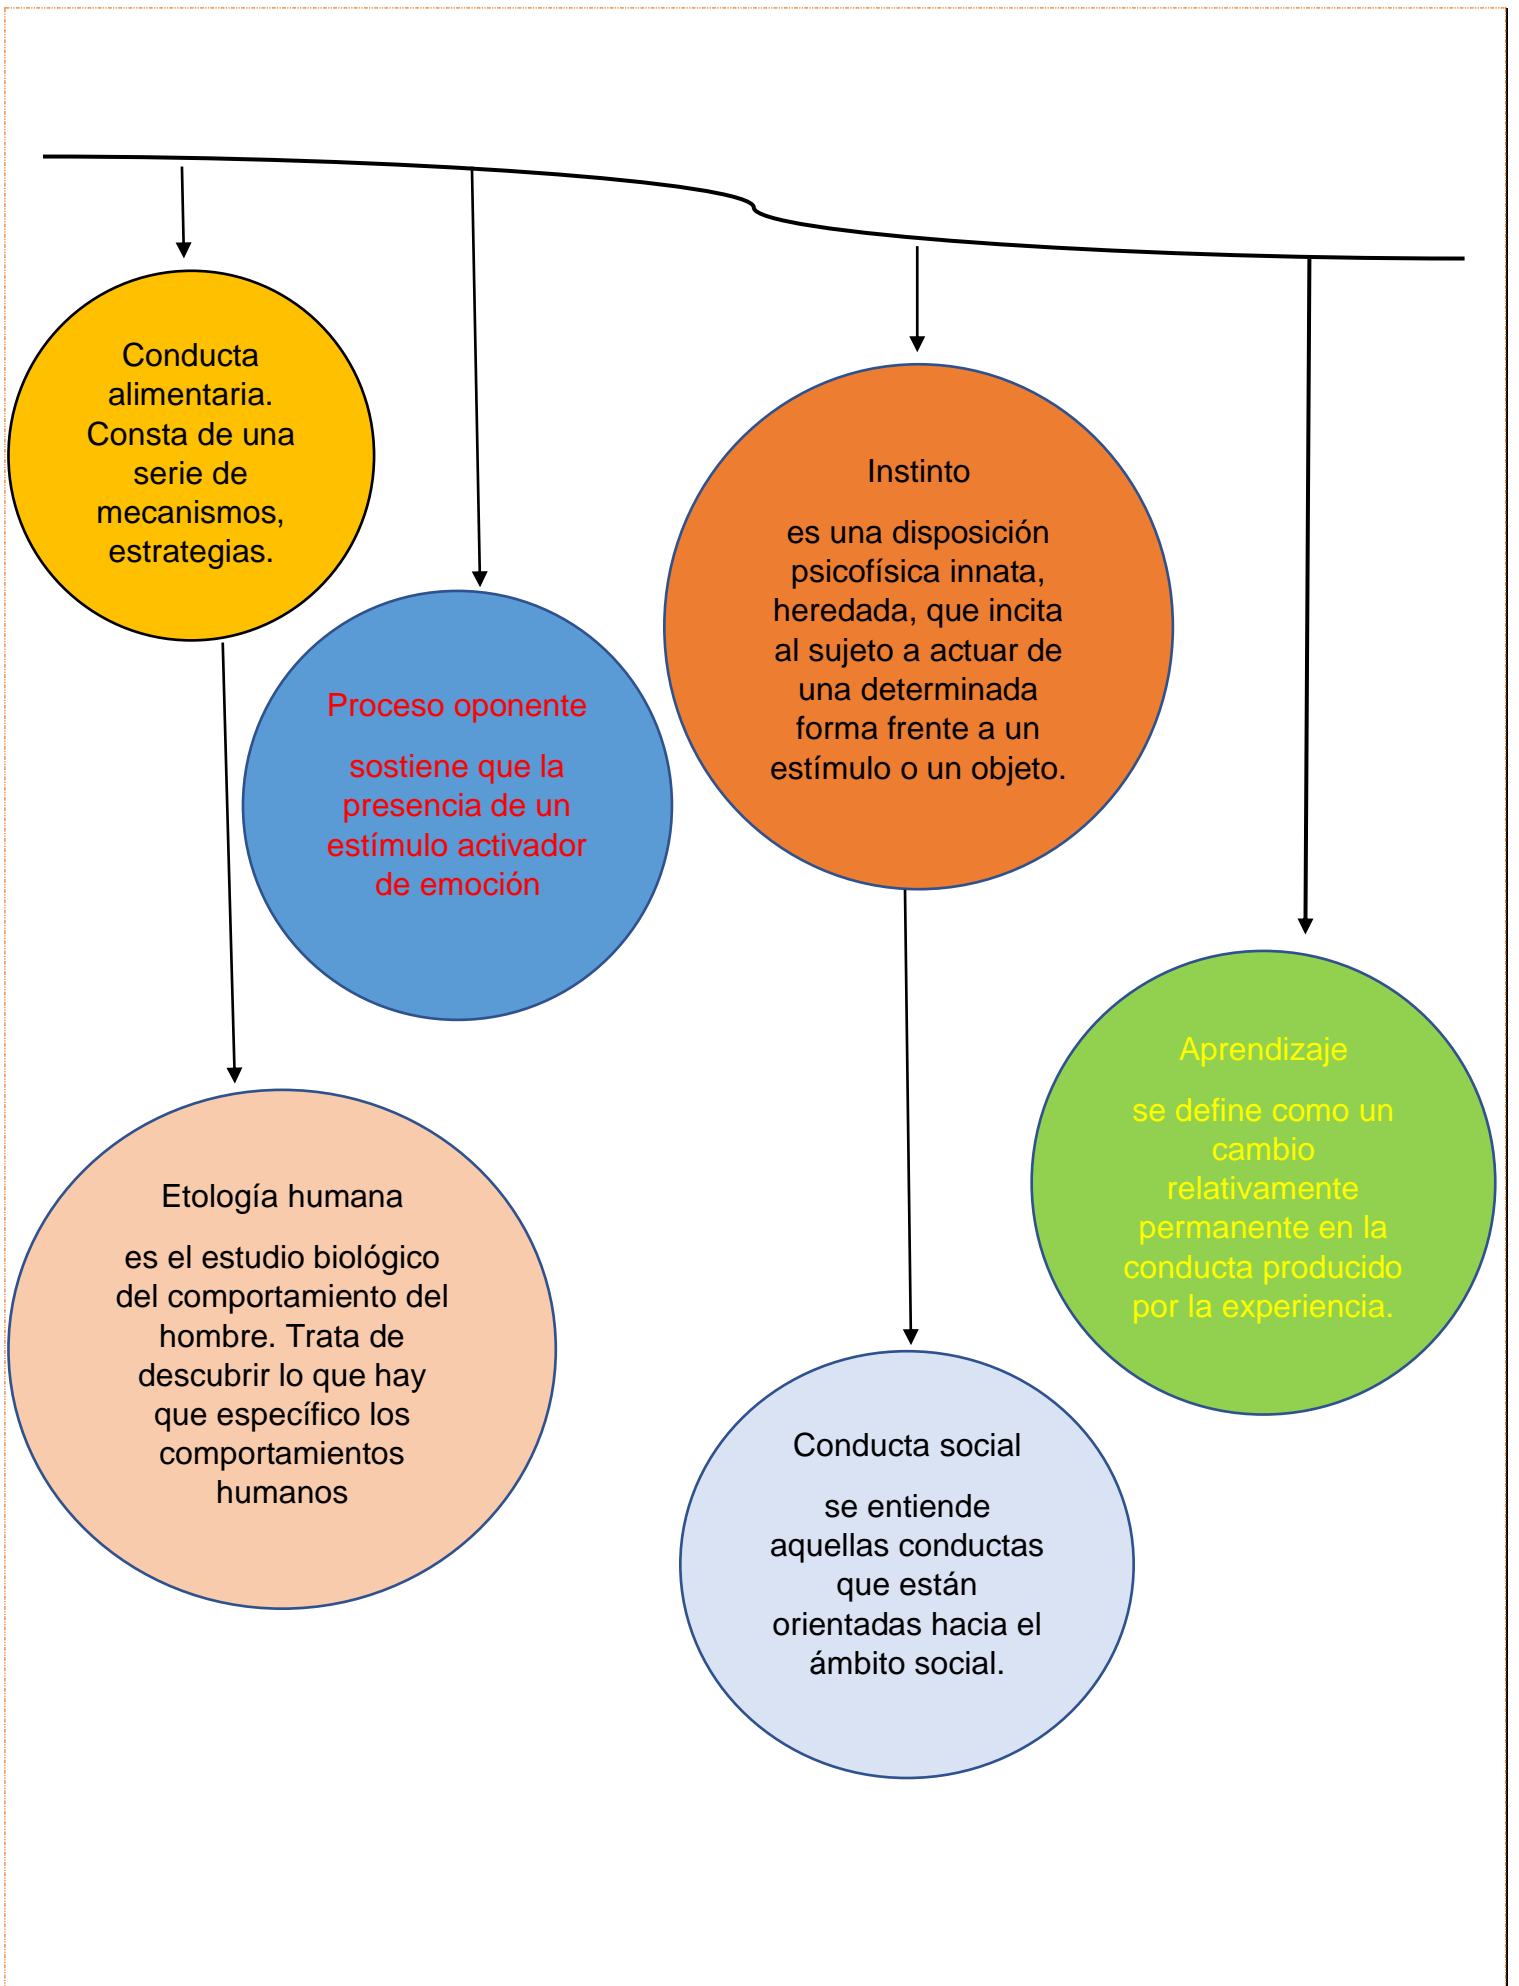 Conducta
alimentaria.
Consta de una
serie de
mecanismos,
estrategias.
Proceso oponente
sostiene que la
presencia de un
estímulo activador
de emoción
Instinto
es una disposición
psicofísica innata,
heredada, que incita
al sujeto a actuar de
una determinada
forma frente a un
estímulo o un objeto.
Aprendizaje
se define como un
cambio
relativamente
permanente en la
conducta producido
por la experiencia.
Etología humana
es el estudio biológico
del comportamiento del
hombre. Trata de
descubrir lo que hay
que específico los
comportamientos
humanos
Conducta social
se entiende
aquellas conductas
que están
orientadas hacia el
ámbito social.